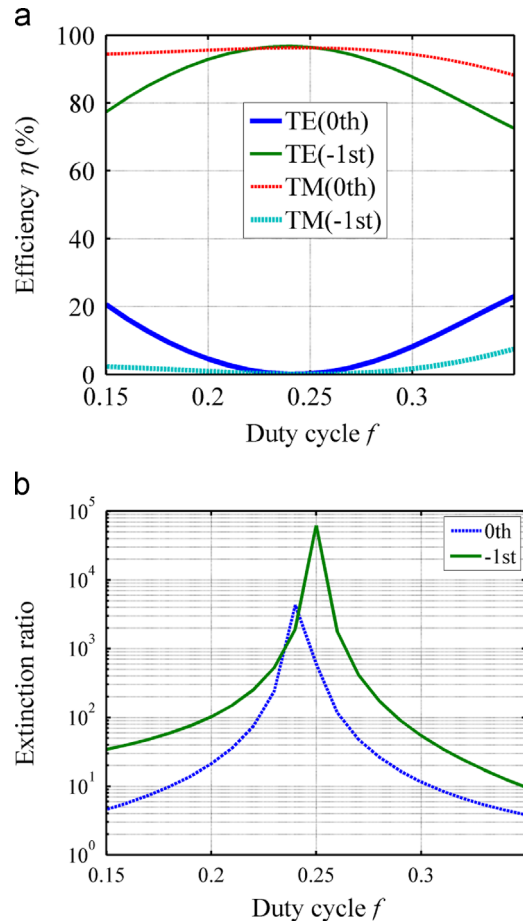 a
100
80
60
40
20
0
Efficiency η (%)
TE(0th)
TE(-1st)
TM(0th)
TM(-1st)
0.15
0.2
0.25
0.3
Duty cycle f
b
10^5
10^4
10^3
10^2
10^1
10^0
Extinction ratio
0th
-1st
0.15
0.2
0.25
0.3
Duty cycle f